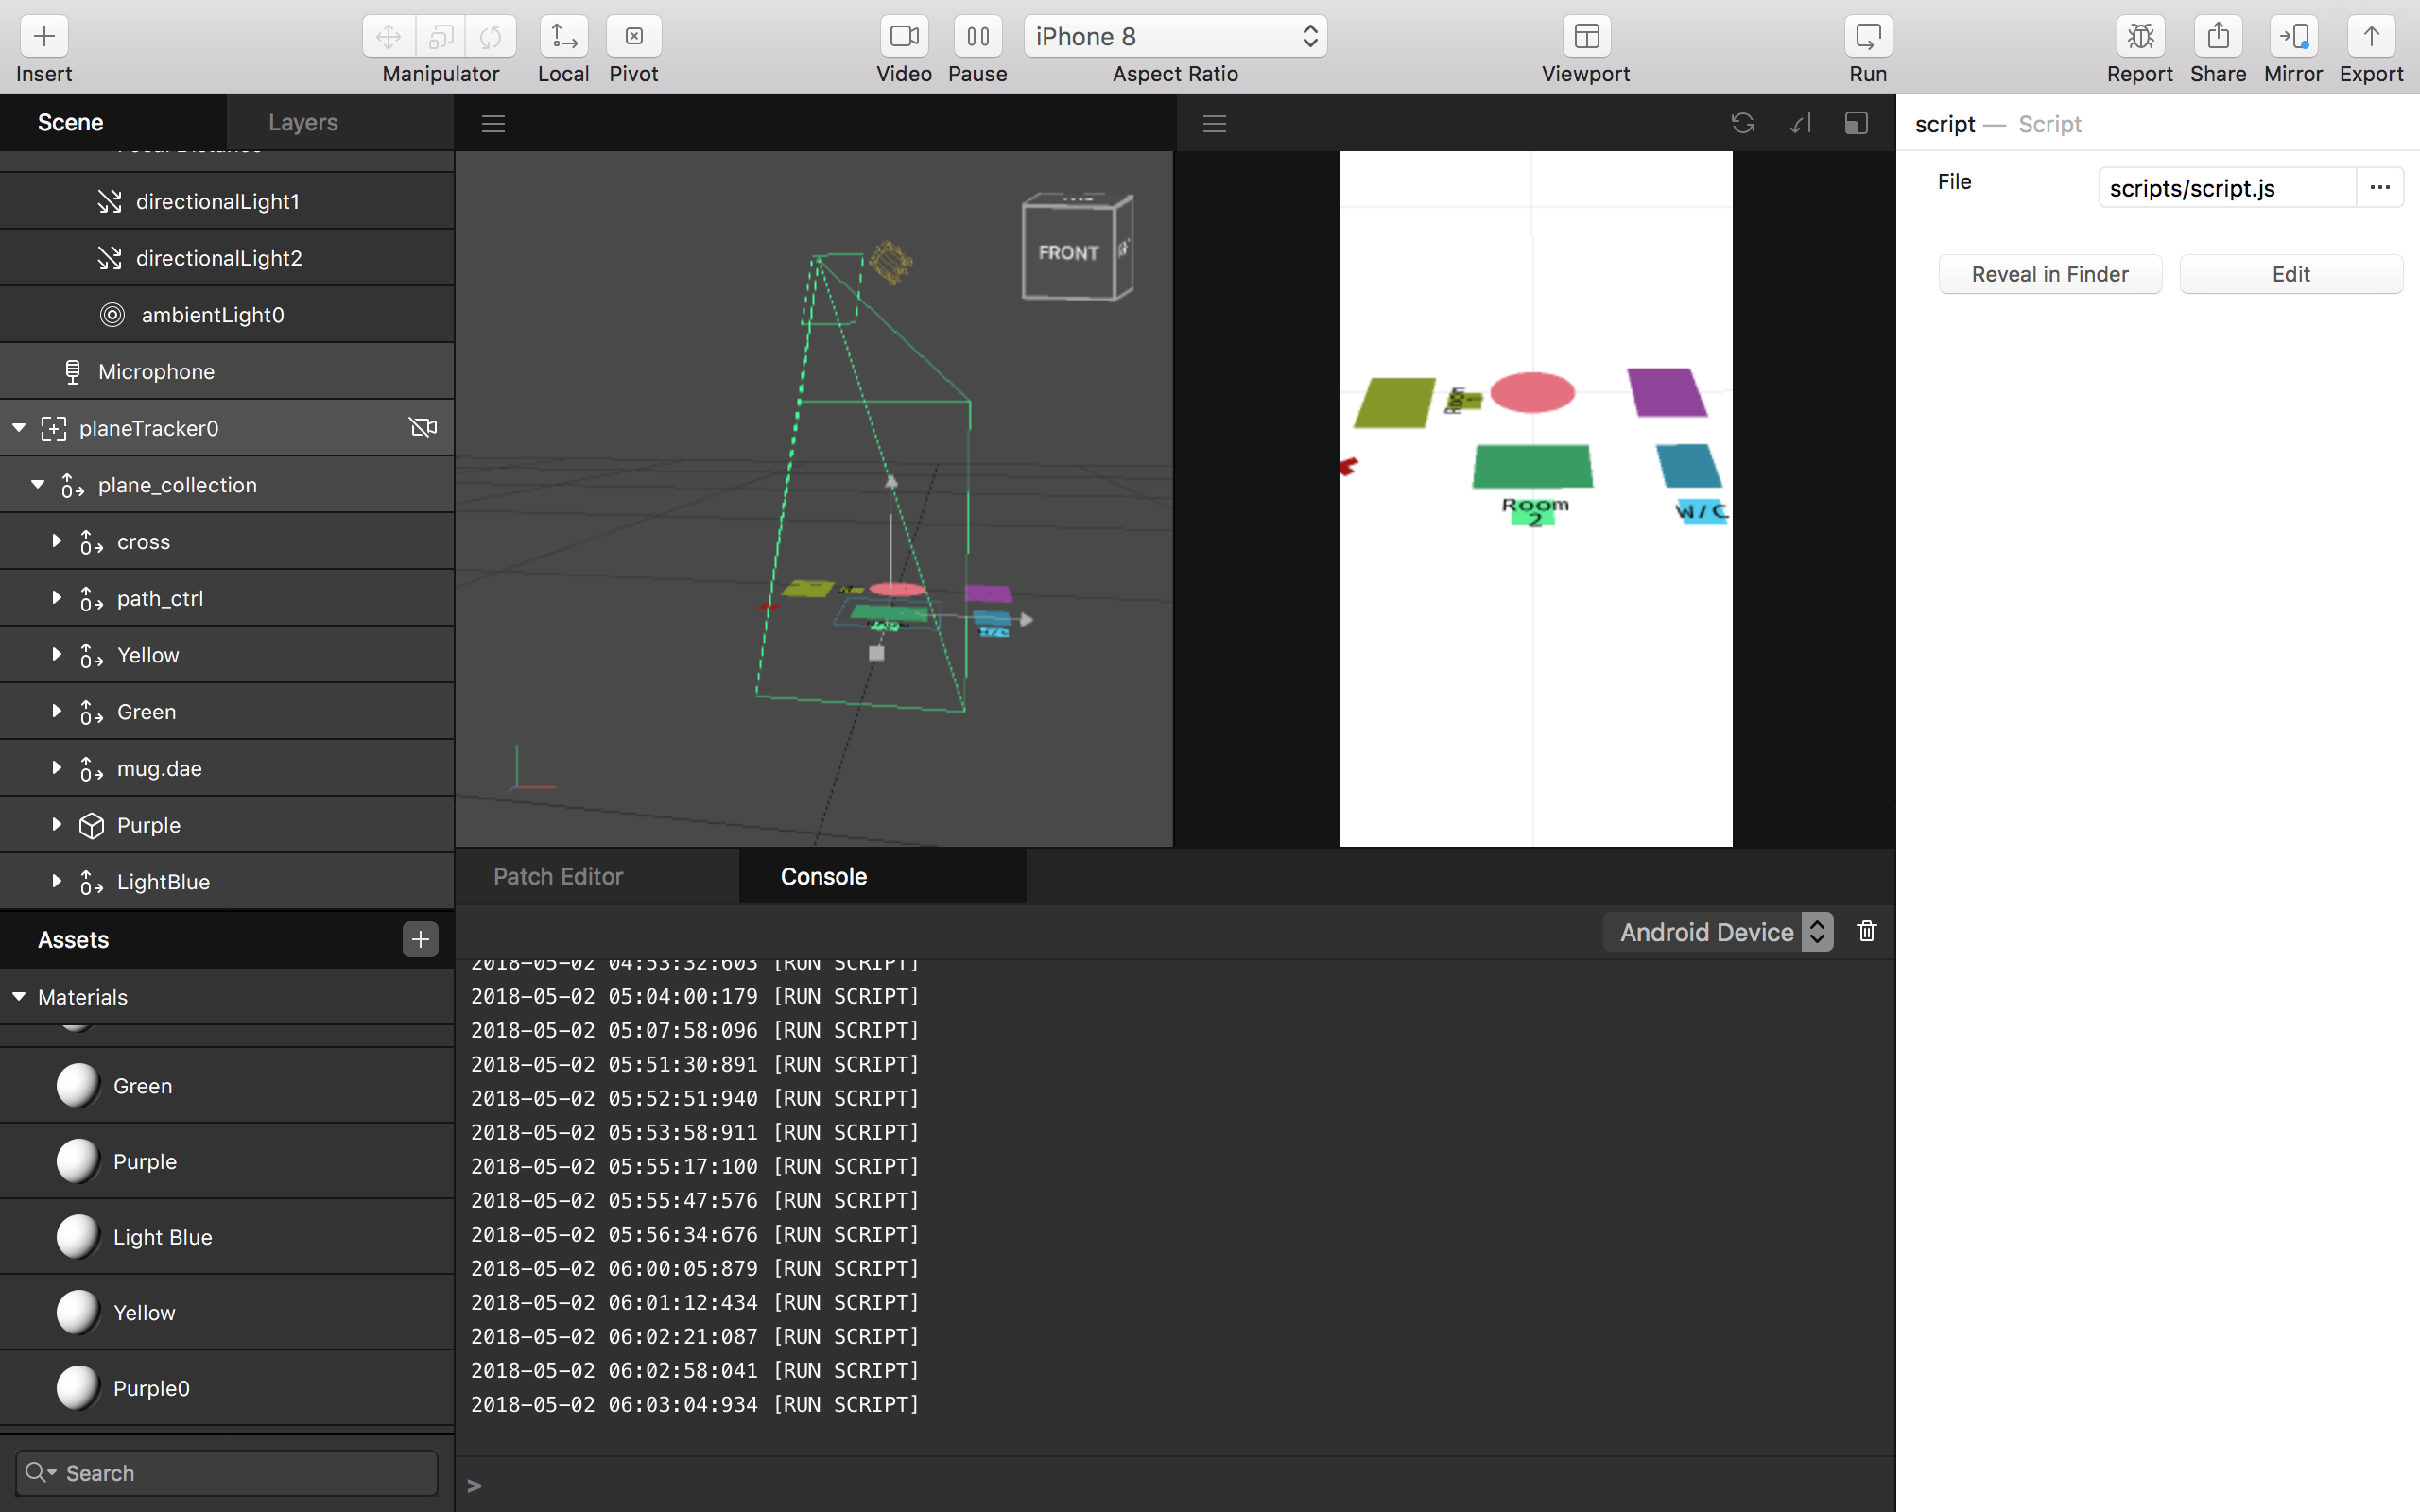 Insert
Manipulator
Local
Pivot
Video
Pause
iPhone 8
Aspect Ratio
Viewport
Run
Report
Share
Mirror
Export
Scene
Layers
directionalLight1
directionalLight2
ambientLight0
Microphone
planeTracker0
plane_collection
cross
path_ctrl
Yellow
Green
mug.dae
Purple
LightBlue
Assets
Materials
Green
Purple
Light Blue
Yellow
Purple0
Search
FRONT
Room
2
W/C
Patch Editor
Console
Android Device
2018-05-02 04:53:32:603 [RUN SCRIPT]
2018-05-02 05:04:00:179 [RUN SCRIPT]
2018-05-02 05:07:58:096 [RUN SCRIPT]
2018-05-02 05:51:30:891 [RUN SCRIPT]
2018-05-02 05:52:51:940 [RUN SCRIPT]
2018-05-02 05:53:58:911 [RUN SCRIPT]
2018-05-02 05:55:17:100 [RUN SCRIPT]
2018-05-02 05:55:47:576 [RUN SCRIPT]
2018-05-02 05:56:34:676 [RUN SCRIPT]
2018-05-02 06:00:05:879 [RUN SCRIPT]
2018-05-02 06:01:12:434 [RUN SCRIPT]
2018-05-02 06:02:21:087 [RUN SCRIPT]
2018-05-02 06:02:58:041 [RUN SCRIPT]
2018-05-02 06:03:04:934 [RUN SCRIPT]
>
script — Script
File
scripts/script.js
...
Reveal in Finder
Edit